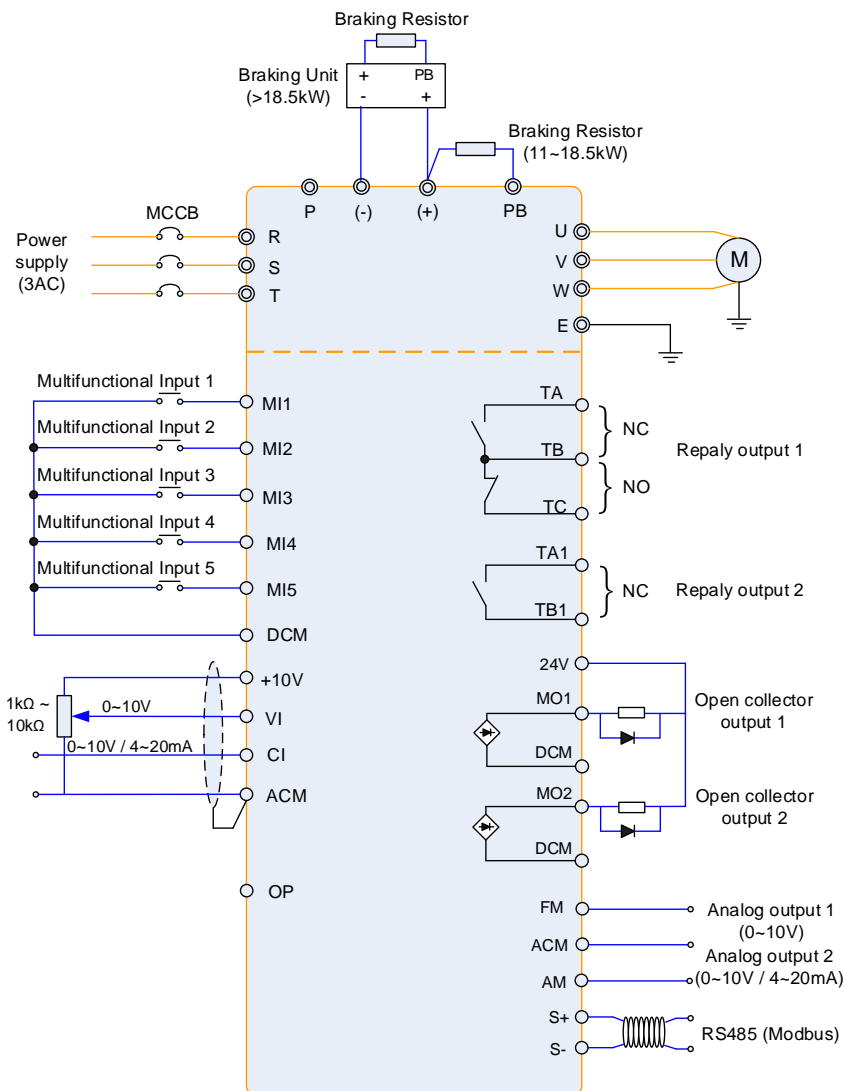 Braking Resistor
Braking Unit
(>18.5kW)
+ PB
- +
Braking Resistor
(11~18.5kW)
P (-) (+) PB
MCCB
Power
supply
(3AC)
R
S
T
U
V
W
M
E
Multifunctional Input 1
MI1
Multifunctional Input 2
MI2
Multifunctional Input 3
MI3
Multifunctional Input 4
MI4
Multifunctional Input 5
MI5
DCM
TA
NC
TB
Repaly output 1
NO
TC
TA1
NC
Repaly output 2
TB1
+10V
1kΩ ~
10kΩ
0~10V
VI
0~10V / 4~20mA
CI
ACM
OP
24V
MO1
Open collector
output 1
DCM
MO2
Open collector
output 2
DCM
FM
Analog output 1
(0~10V)
ACM
Analog output 2
(0~10V / 4~20mA)
AM
S+
S-
RS485 (Modbus)